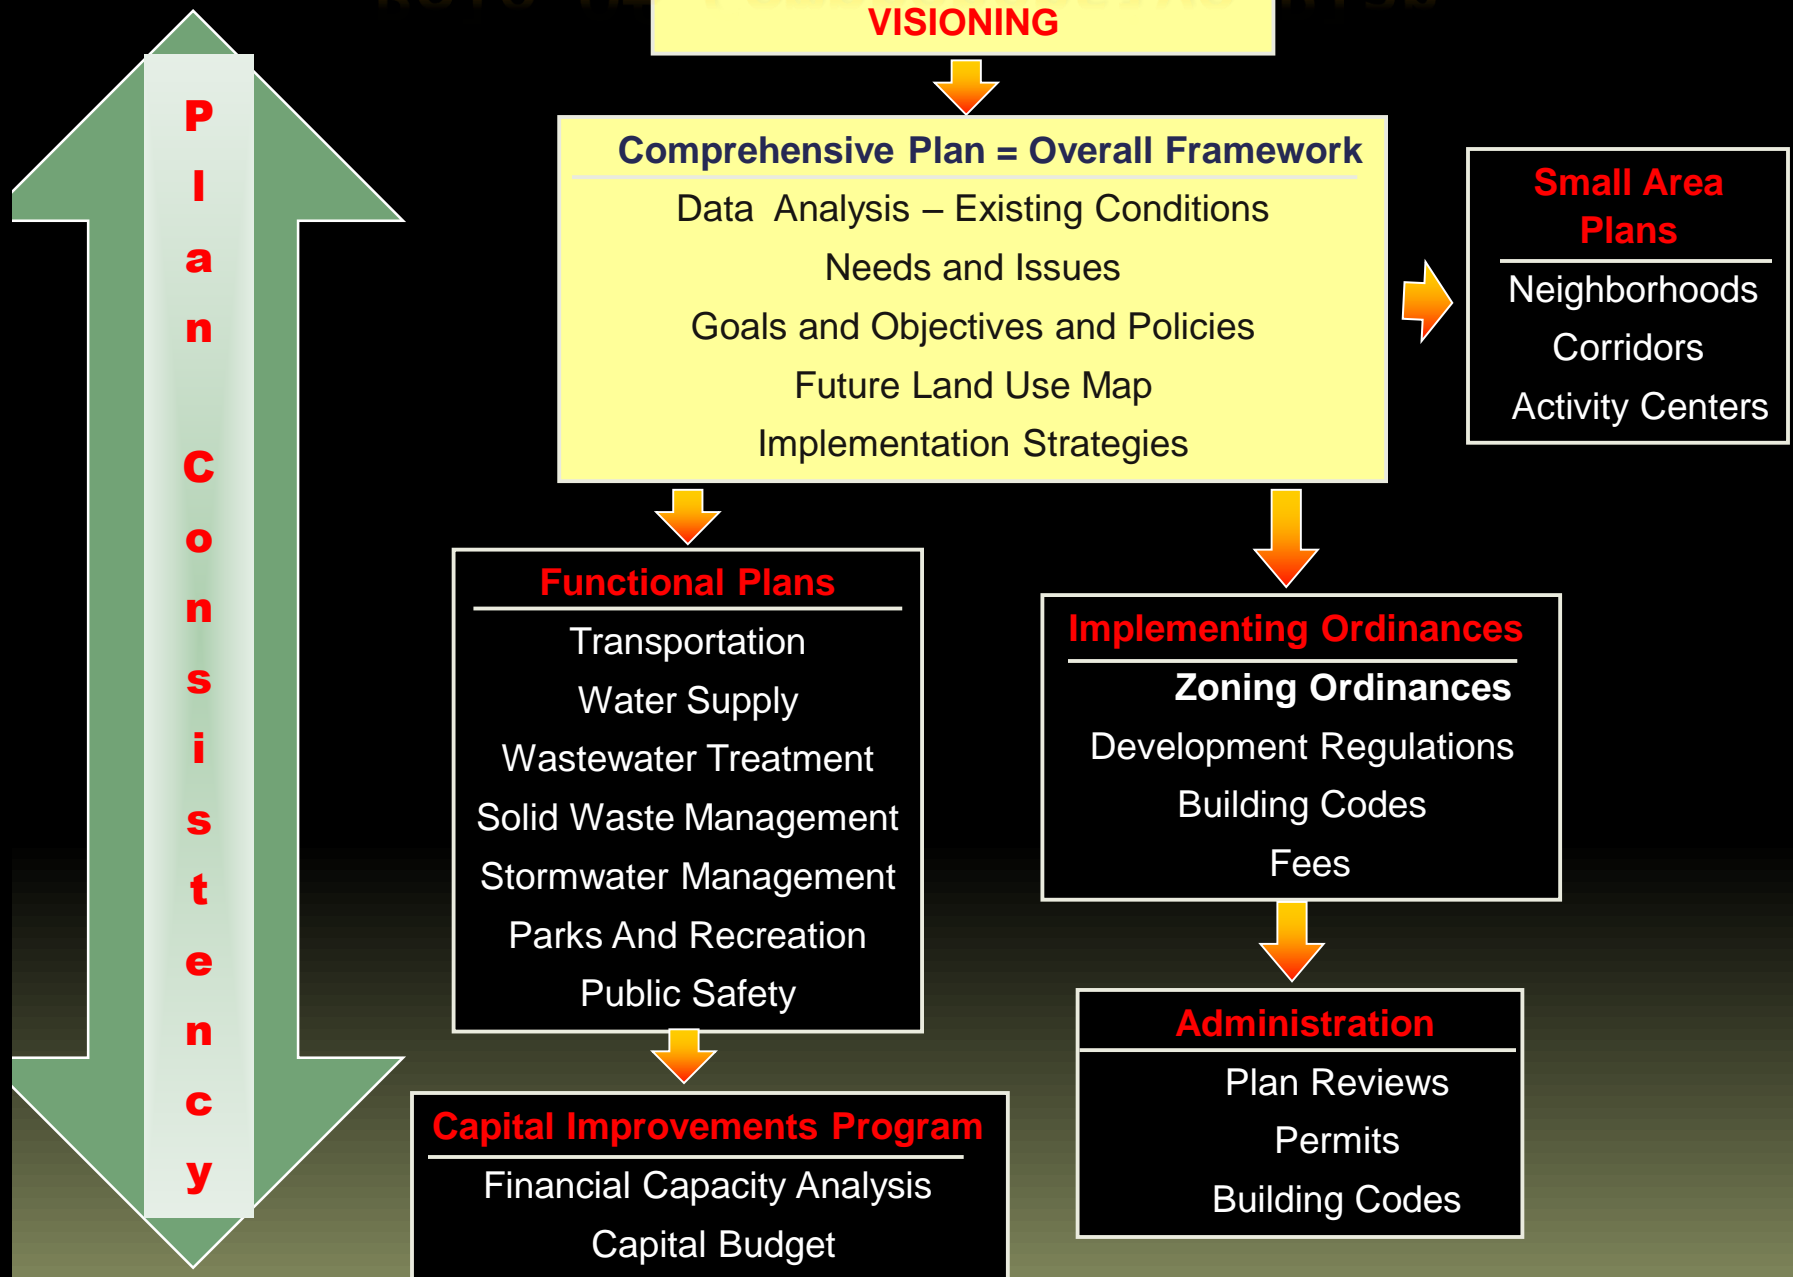 VISIONING
Plan Consistency
Comprehensive Plan = Overall Framework
Data Analysis – Existing Conditions
Needs and Issues
Goals and Objectives and Policies
Future Land Use Map
Implementation Strategies
Small Area
Plans
Neighborhoods
Corridors
Activity Centers
Functional Plans
Transportation
Water Supply
Wastewater Treatment
Solid Waste Management
Stormwater Management
Parks And Recreation
Public Safety
Implementing Ordinances
Zoning Ordinances
Development Regulations
Building Codes
Fees
Capital Improvements Program
Financial Capacity Analysis
Capital Budget
Administration
Plan Reviews
Permits
Building Codes